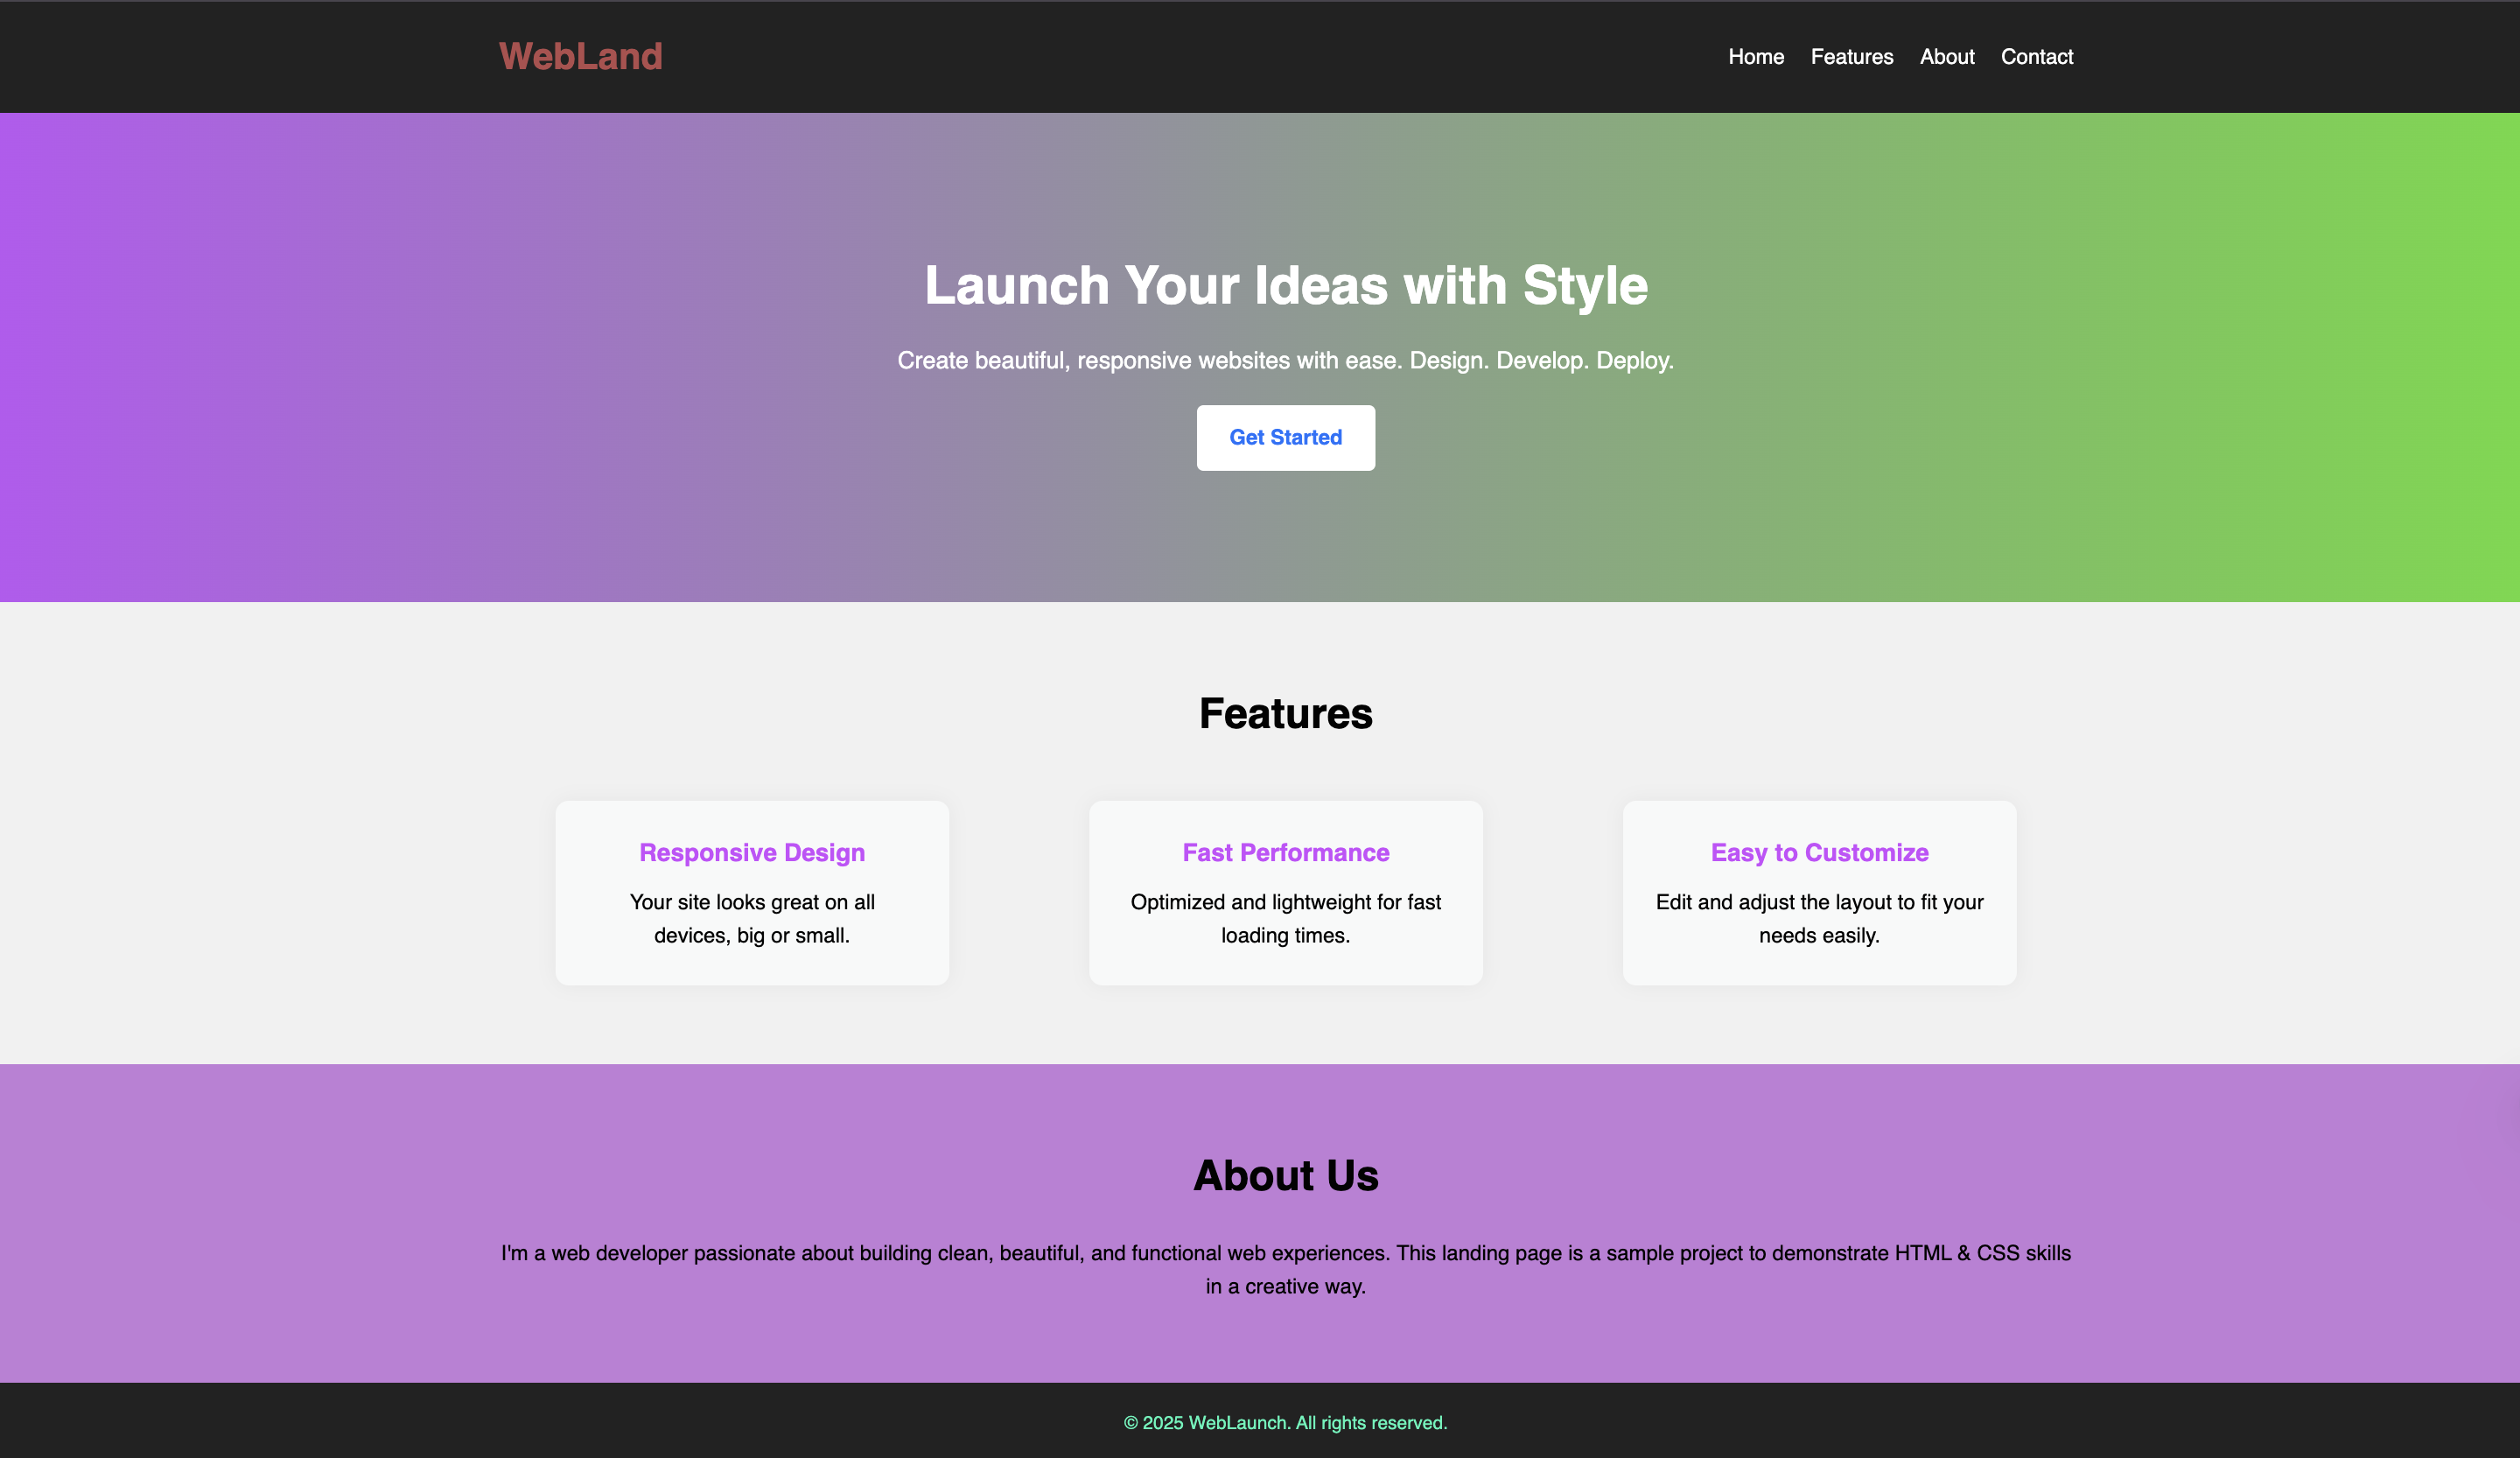 WebLand
Home Features About Contact
Launch Your Ideas with Style
Create beautiful, responsive websites with ease. Design. Develop. Deploy.
Get Started
Features
Responsive Design
Your site looks great on all
devices, big or small.
Fast Performance
Optimized and lightweight for fast
loading times.
Easy to Customize
Edit and adjust the layout to fit your
needs easily.
About Us
I'm a web developer passionate about building clean, beautiful, and functional web experiences. This landing page is a sample project to demonstrate HTML & CSS skills
in a creative way.
© 2025 WebLaunch. All rights reserved.